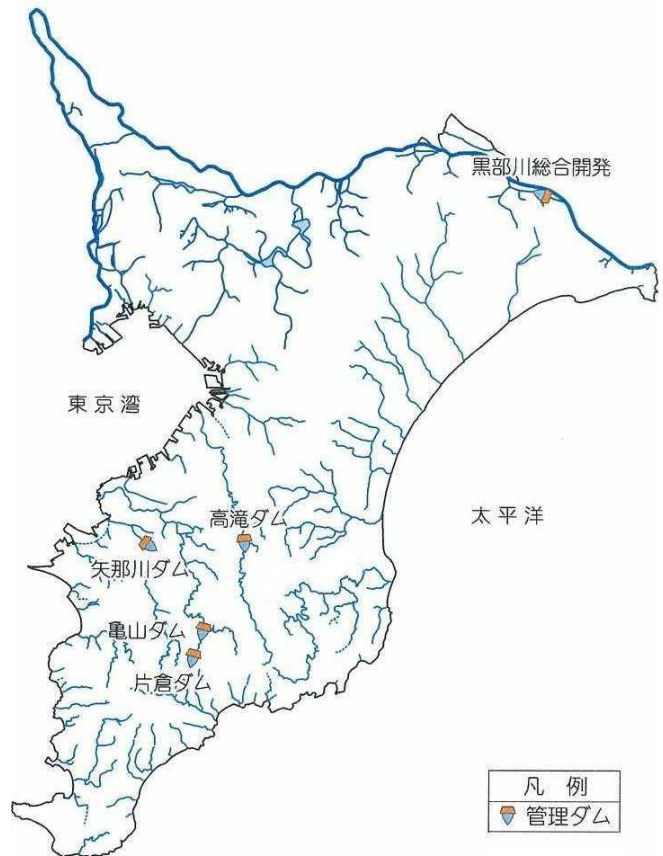 黒部川総合開発
東京湾
高滝ダム
太平洋
矢那川ダム
亀山ダム
片倉ダム
凡例
管理ダム